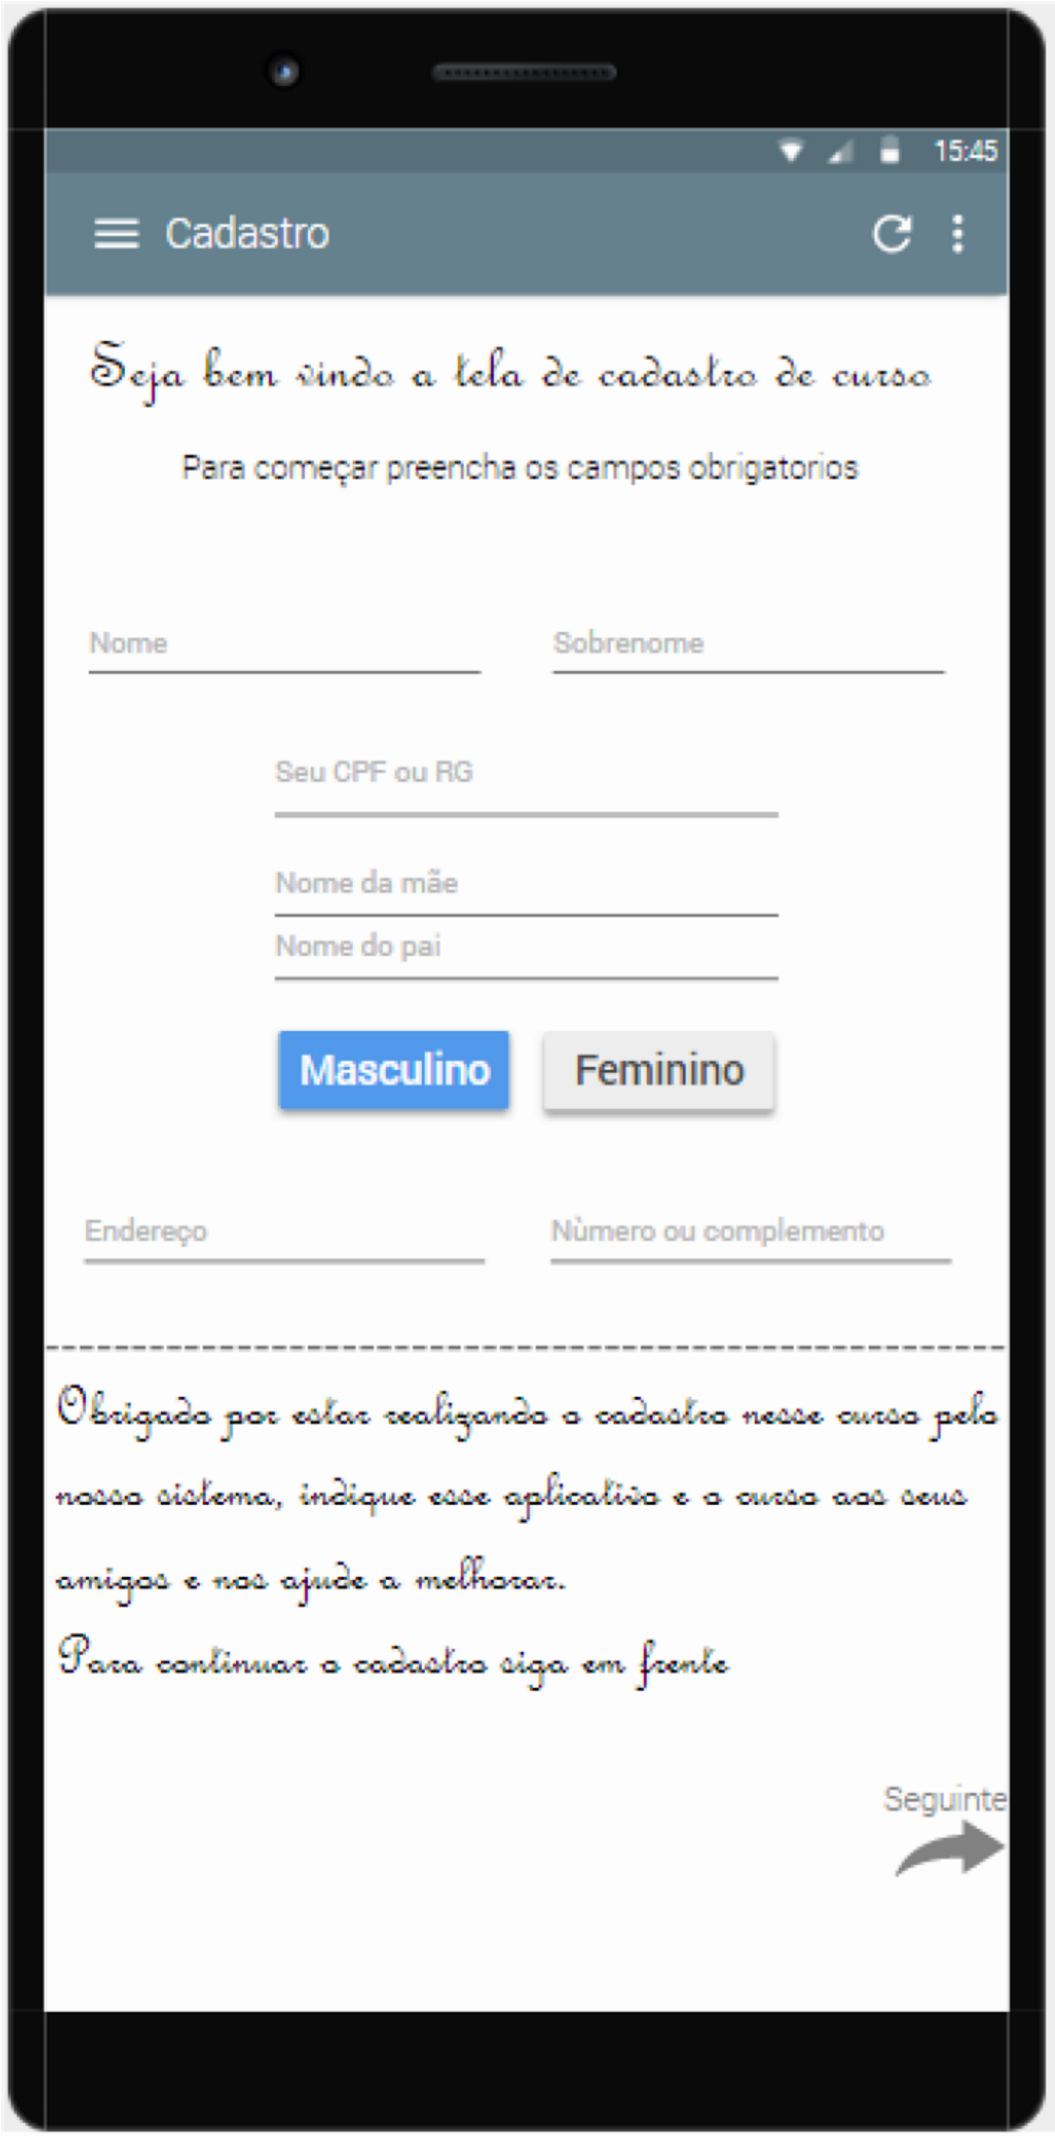 15:45
Cadastro
Seja bem vindo a tela de cadastro de curso
Para começar preencha os campos obrigatorios
Nome Sobrenome
Seu CPF ou RG
Nome da mãe
Nome do pai
Masculino Feminino
Endereço Nùmero ou complemento
Obrigado por estar realizando o cadastro nesse curso pelo
nosso sistema, indique esse aplicativo e o curso aos seus
amigos e nos ajude a melhorar.
Para continuar o cadastro siga em frente
Seguinte